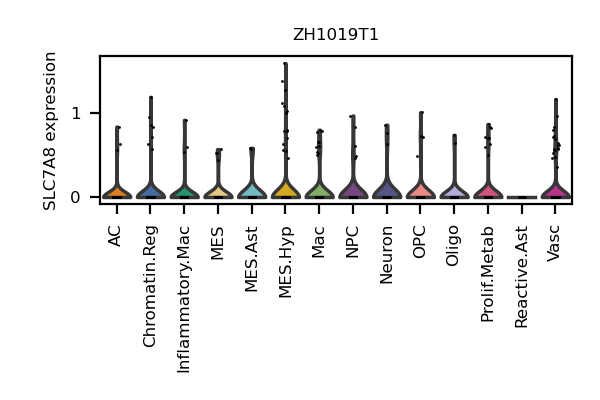 ZH1019T1
SLC7A8 expression
1
0
AC
Chromatin.Reg
Inflammatory.Mac
MES
MES.Ast
MES.Hyp
Mac
NPC
Neuron
OPC
Oligo
Prolif.Metab
Reactive.Ast
Vasc